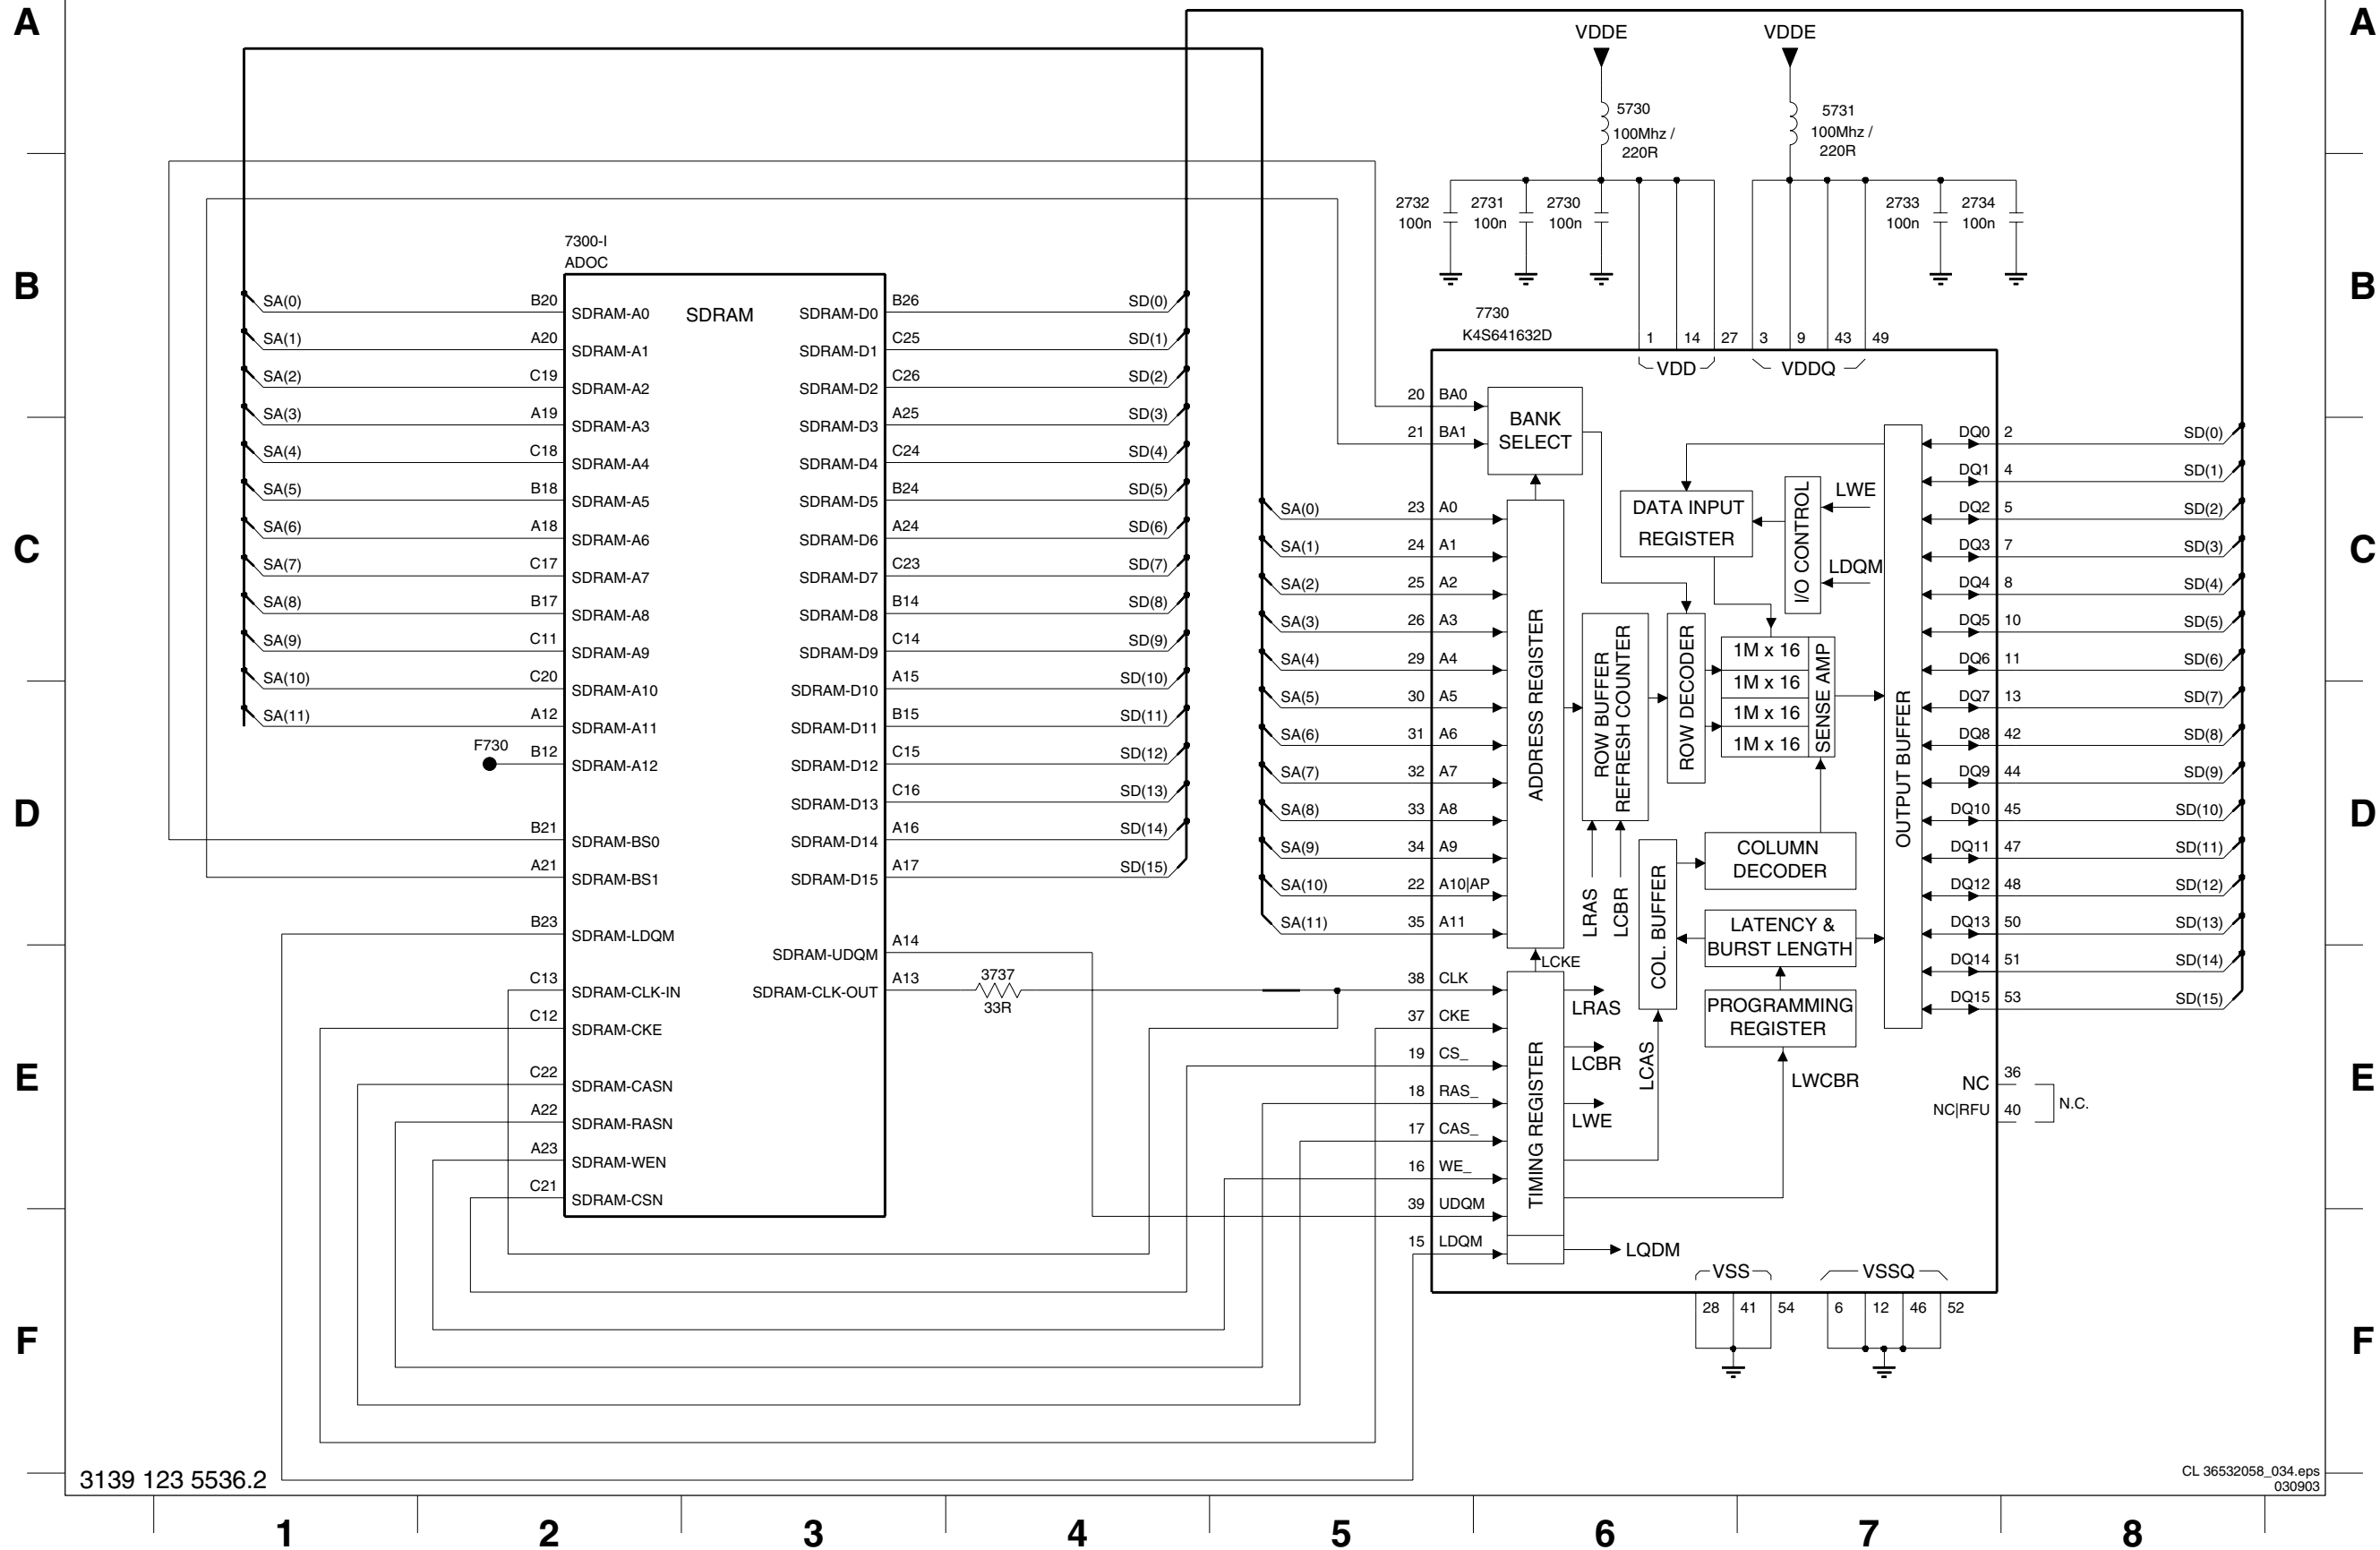 A
A
VDDE
VDDE
5730
100Mhz /
220R
5731
100Mhz /
220R
2732
100n
2731
100n
2730
100n
2733
100n
2734
100n
B
B
7300-I
ADOC
SDRAM
7730
K4S641632D
1 14 27 3 9 43 49
VDD
VDDQ
SA(0) B20 SDRAM-A0
SA(1) A20 SDRAM-A1
SA(2) C19 SDRAM-A2
SA(3) A19 SDRAM-A3
SA(4) C18 SDRAM-A4
SA(5) B18 SDRAM-A5
SA(6) A18 SDRAM-A6
SA(7) C17 SDRAM-A7
SA(8) B17 SDRAM-A8
SA(9) C11 SDRAM-A9
SA(10) C20 SDRAM-A10
SA(11) A12 SDRAM-A11
F730 B12 SDRAM-A12
B21 SDRAM-BS0
A21 SDRAM-BS1
B23 SDRAM-LDQM
C13 SDRAM-CLK-IN
C12 SDRAM-CKE
C22 SDRAM-CASN
A22 SDRAM-RASN
A23 SDRAM-WEN
C21 SDRAM-CSN
SDRAM-D0 B26 SD(0)
SDRAM-D1 C25 SD(1)
SDRAM-D2 C26 SD(2)
SDRAM-D3 A25 SD(3)
SDRAM-D4 C24 SD(4)
SDRAM-D5 B24 SD(5)
SDRAM-D6 A24 SD(6)
SDRAM-D7 C23 SD(7)
SDRAM-D8 B14 SD(8)
SDRAM-D9 C14 SD(9)
SDRAM-D10 A15 SD(10)
SDRAM-D11 B15 SD(11)
SDRAM-D12 C15 SD(12)
SDRAM-D13 C16 SD(13)
SDRAM-D14 A16 SD(14)
SDRAM-D15 A17 SD(15)
SDRAM-UDQM A14
SDRAM-CLK-OUT A13
3737
33R
C
C
20 BA0
21 BA1
SA(0) 23 A0
SA(1) 24 A1
SA(2) 25 A2
SA(3) 26 A3
SA(4) 29 A4
SA(5) 30 A5
SA(6) 31 A6
SA(7) 32 A7
SA(8) 33 A8
SA(9) 34 A9
SA(10) 22 A10|AP
SA(11) 35 A11
38 CLK
37 CKE
19 CS_
18 RAS_
17 CAS_
16 WE_
39 UDQM
15 LDQM
BANK
SELECT
DATA INPUT
REGISTER
I/O CONTROL
LWE
LDQM
ADDRESS REGISTER
ROW BUFFER
REFRESH COUNTER
ROW DECODER
1M x 16
1M x 16
1M x 16
1M x 16
SENSE AMP
OUTPUT BUFFER
LRAS
LCBR
COL. BUFFER
COLUMN
DECODER
LATENCY &
BURST LENGTH
PROGRAMMING
REGISTER
LCKE
TIMING REGISTER
LRAS
LCBR
LWE
LCAS
LWCBR
LQDM
DQ0 2 SD(0)
DQ1 4 SD(1)
DQ2 5 SD(2)
DQ3 7 SD(3)
DQ4 8 SD(4)
DQ5 10 SD(5)
DQ6 11 SD(6)
DQ7 13 SD(7)
DQ8 42 SD(8)
DQ9 44 SD(9)
DQ10 45 SD(10)
DQ11 47 SD(11)
DQ12 48 SD(12)
DQ13 50 SD(13)
DQ14 51 SD(14)
DQ15 53 SD(15)
NC 36
NC|RFU 40
N.C.
D
D
E
E
VSS
VSSQ
28 41 54 6 12 46 52
F
F
3139 123 5536.2
CL 36532058_034.eps
030903
1 2 3 4 5 6 7 8